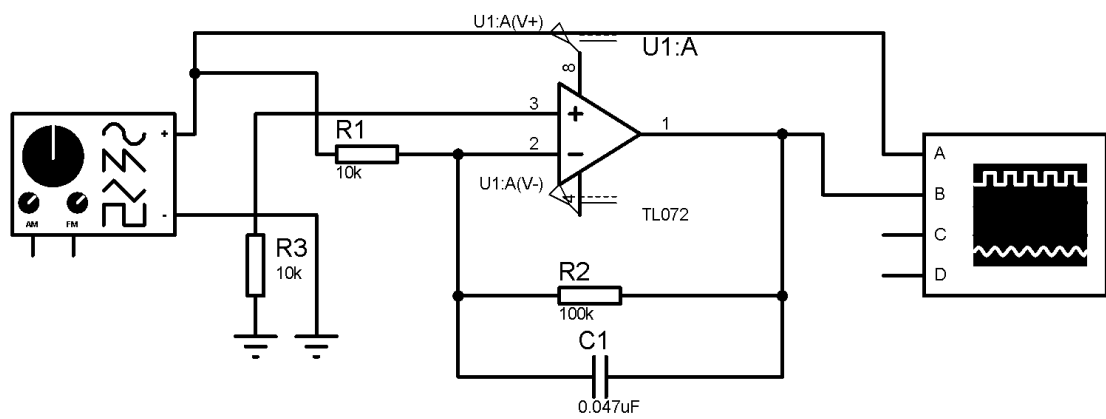 U1:A(V+)
U1:A
8
3
+
1
R1
10k
2
−
U1:A(V-)
4
TL072
+
-
AM
FM
R3
10k
R2
100k
C1
0.047uF
A
B
C
D